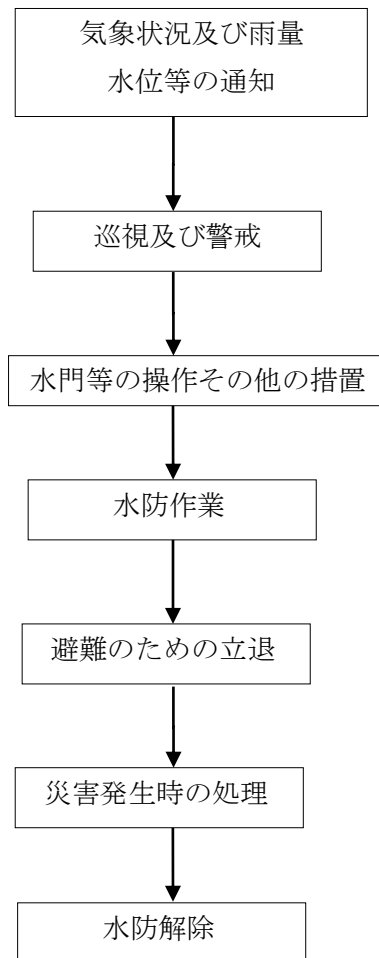 気象状況及び雨量
水位等の通知
巡視及び警戒
水門等の操作その他の措置
水防作業
避難のための立退
災害発生時の処理
水防解除